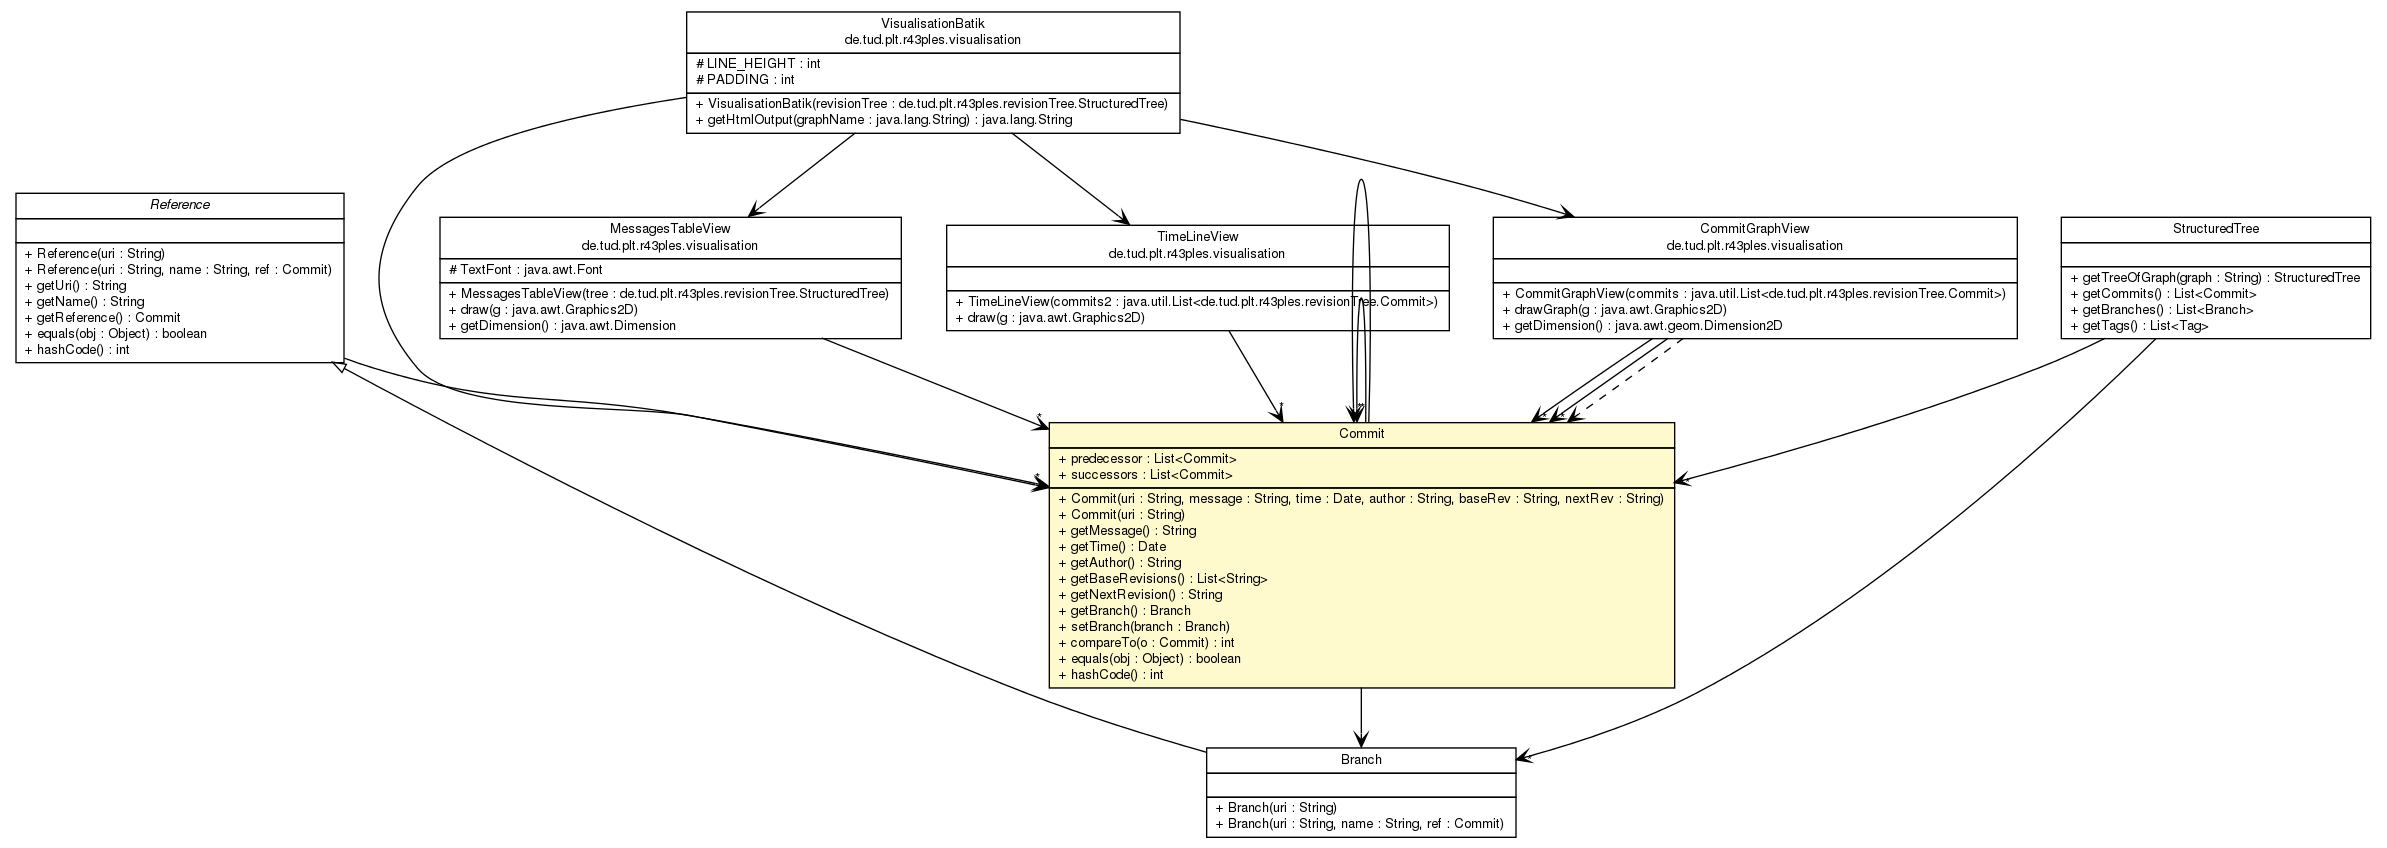 VisualisationBatik
de.tud.plt.r43ples.visualisation
# LINE_HEIGHT : int
# PADDING : int
+ VisualisationBatik(revisionTree : de.tud.plt.r43ples.revisionTree.StructuredTree)
+ getHtmlOutput(graphName : java.lang.String) : java.lang.String
Reference
+ Reference(uri : String)
+ Reference(uri : String, name : String, ref : Commit)
+ getUri() : String
+ getName() : String
+ getReference() : Commit
+ equals(obj : Object) : boolean
+ hashCode() : int
MessagesTableView
de.tud.plt.r43ples.visualisation
# TextFont : java.awt.Font
+ MessagesTableView(tree : de.tud.plt.r43ples.revisionTree.StructuredTree)
+ draw(g : java.awt.Graphics2D)
+ getDimension() : java.awt.Dimension
TimeLineView
de.tud.plt.r43ples.visualisation
+ TimeLineView(commits2 : java.util.List<de.tud.plt.r43ples.revisionTree.Commit>)
+ draw(g : java.awt.Graphics2D)
CommitGraphView
de.tud.plt.r43ples.visualisation
+ CommitGraphView(commits : java.util.List<de.tud.plt.r43ples.revisionTree.Commit>)
+ drawGraph(g : java.awt.Graphics2D)
+ getDimension() : java.awt.geom.Dimension2D
StructuredTree
+ getTreeOfGraph(graph : String) : StructuredTree
+ getCommits() : List<Commit>
+ getBranches() : List<Branch>
+ getTags() : List<Tag>
Commit
+ predecessor : List<Commit>
+ successors : List<Commit>
+ Commit(uri : String, message : String, time : Date, author : String, baseRev : String, nextRev : String)
+ Commit(uri : String)
+ getMessage() : String
+ getTime() : Date
+ getAuthor() : String
+ getBaseRevisions() : List<String>
+ getNextRevision() : String
+ getBranch() : Branch
+ setBranch(branch : Branch)
+ compareTo(o : Commit) : int
+ equals(obj : Object) : boolean
+ hashCode() : int
Branch
+ Branch(uri : String)
+ Branch(uri : String, name : String, ref : Commit)